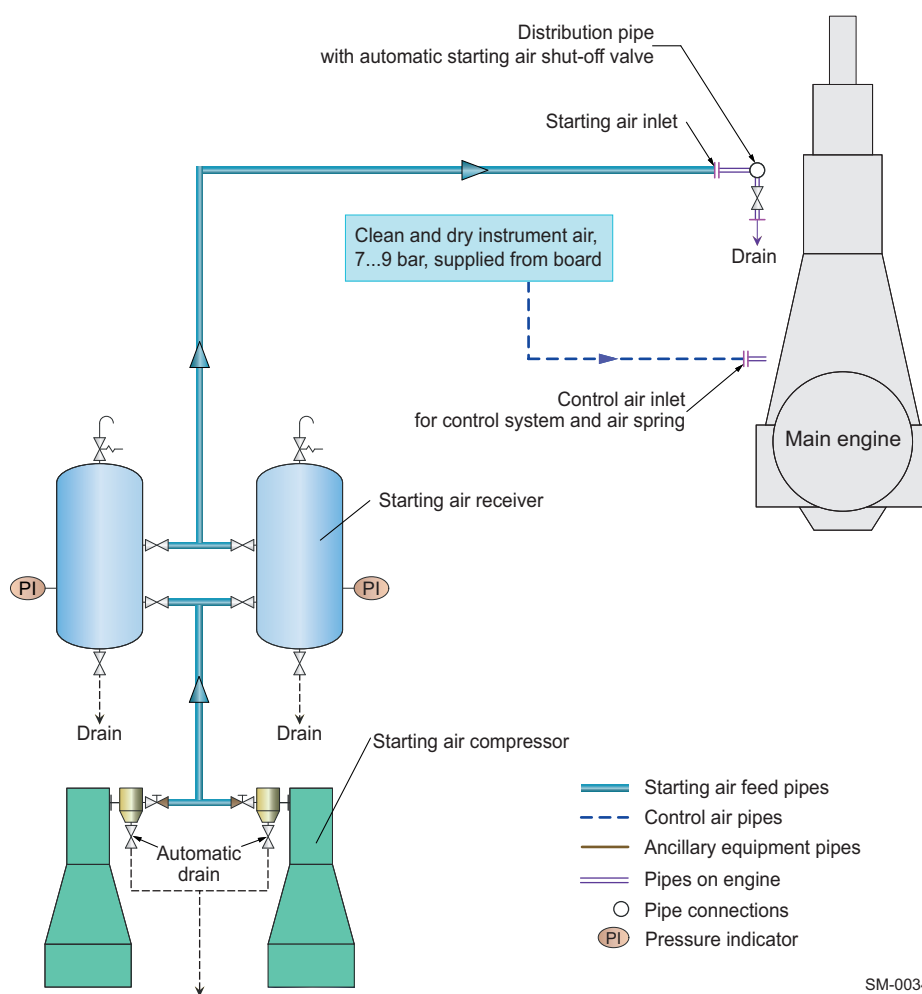 Distribution pipe
with automatic starting air shut-off valve
Starting air inlet
Clean and dry instrument air,
7...9 bar, supplied from board
Drain
Control air inlet
for control system and air spring
Main engine
Starting air receiver
PI
PI
Drain
Drain
Starting air compressor
Automatic
drain
Starting air feed pipes
Control air pipes
Ancillary equipment pipes
Pipes on engine
Pipe connections
PI Pressure indicator
SM-003